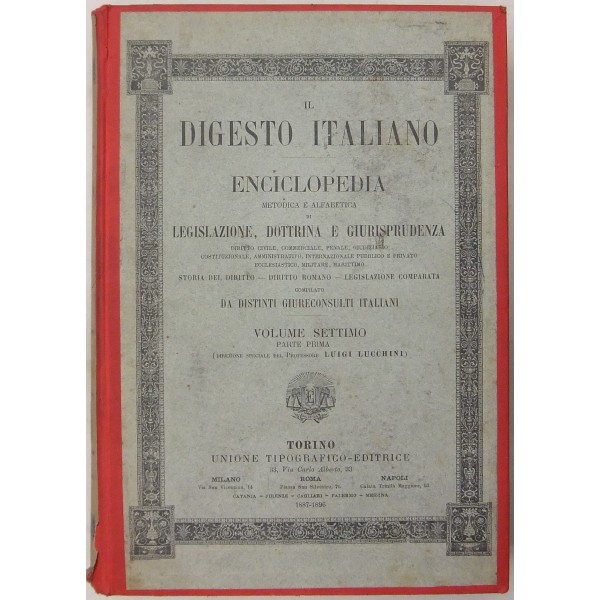 IL
DIGESTO ITALIANO
ENCICLOPEDIA
METODICA E ALFABETICA
DI
LEGISLAZIONE, DOTTRINA E GIURISPRUDENZA
DIRITTO CIVILE, COMMERCIALE, PENALE, GIUDIZIARIO,
COSTITUZIONALE, AMMINISTRATIVO, INTERNAZIONALE PUBBLICO E PRIVATO
ECCLESIASTICO, MILITARE, MARITTIMO
STORIA DEL DIRITTO — DIRITTO ROMANO — LEGISLAZIONE COMPARATA
COMPILATO
DA DISTINTI GIURECONSULTI ITALIANI
VOLUME SETTIMO
PARTE PRIMA
(DIREZIONE SPECIALE DEL PROFESSORE LUIGI LUCCHINI)
TORINO
UNIONE TIPOGRAFICO-EDITRICE
33, Via Carlo Alberto, 33
MILANO ROMA NAPOLI
CATANIA — FIRENZE — CAGLIARI — PALERMO — MESSINA
1887-1896